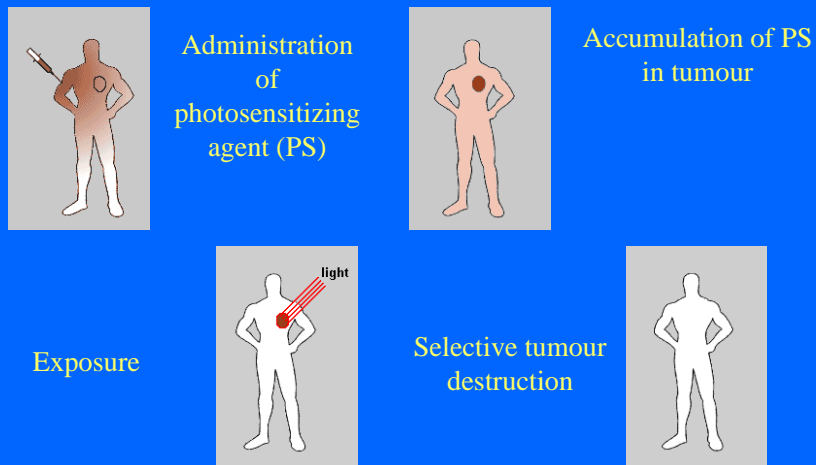 Administration
of
photosensitizing
agent (PS)
Accumulation of PS
in tumour
Exposure
light
Selective tumour
destruction